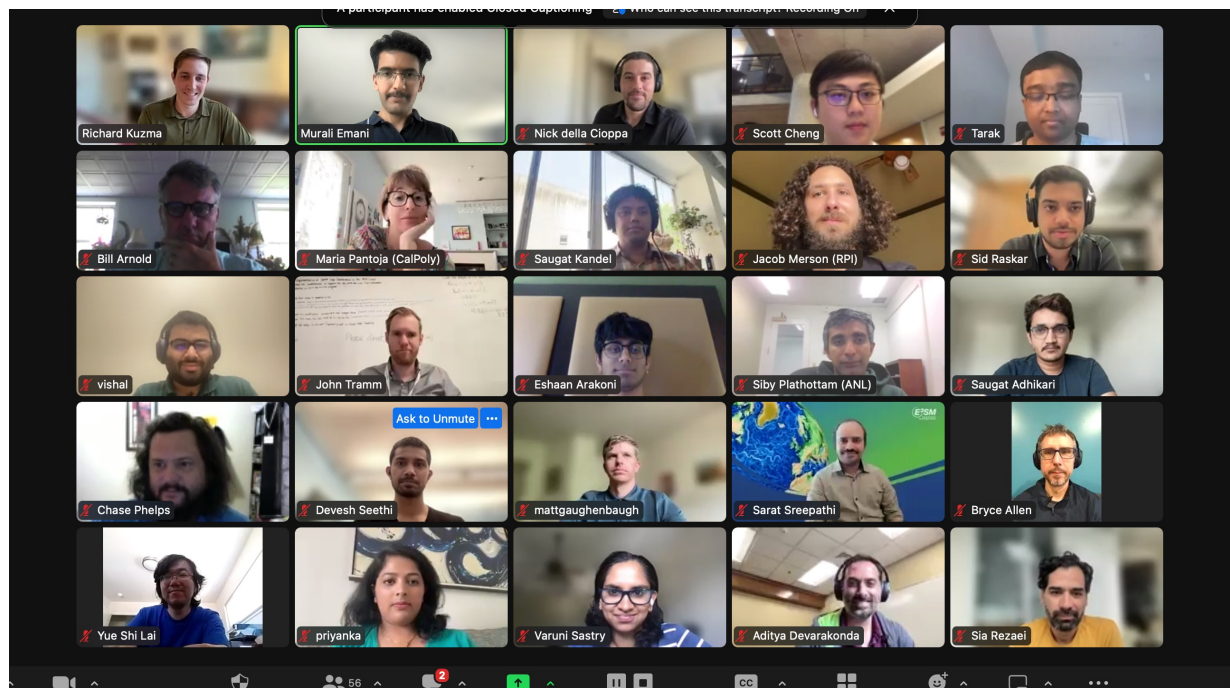 A participant has enabled Closed Captioning Who can see this transcript? Recording On
Richard Kuzma
Murali Emani
Nick della Cioppa
Scott Cheng
Tarak
Bill Arnold
Maria Pantoja (CalPoly)
Saugat Kandel
Jacob Merson (RPI)
Sid Raskar
vishal
John Tramm
Eshaan Arakoni
Siby Plathottam (ANL)
Saugat Adhikari
Ask to Unmute
E3SM
Chase Phelps
Devesh Seethi
mattgaughenbaugh
Sarat Sreepathi
Bryce Allen
Yue Shi Lai
priyanka
Varuni Sastry
Aditya Devarakonda
Sia Rezaei
56
2
CC